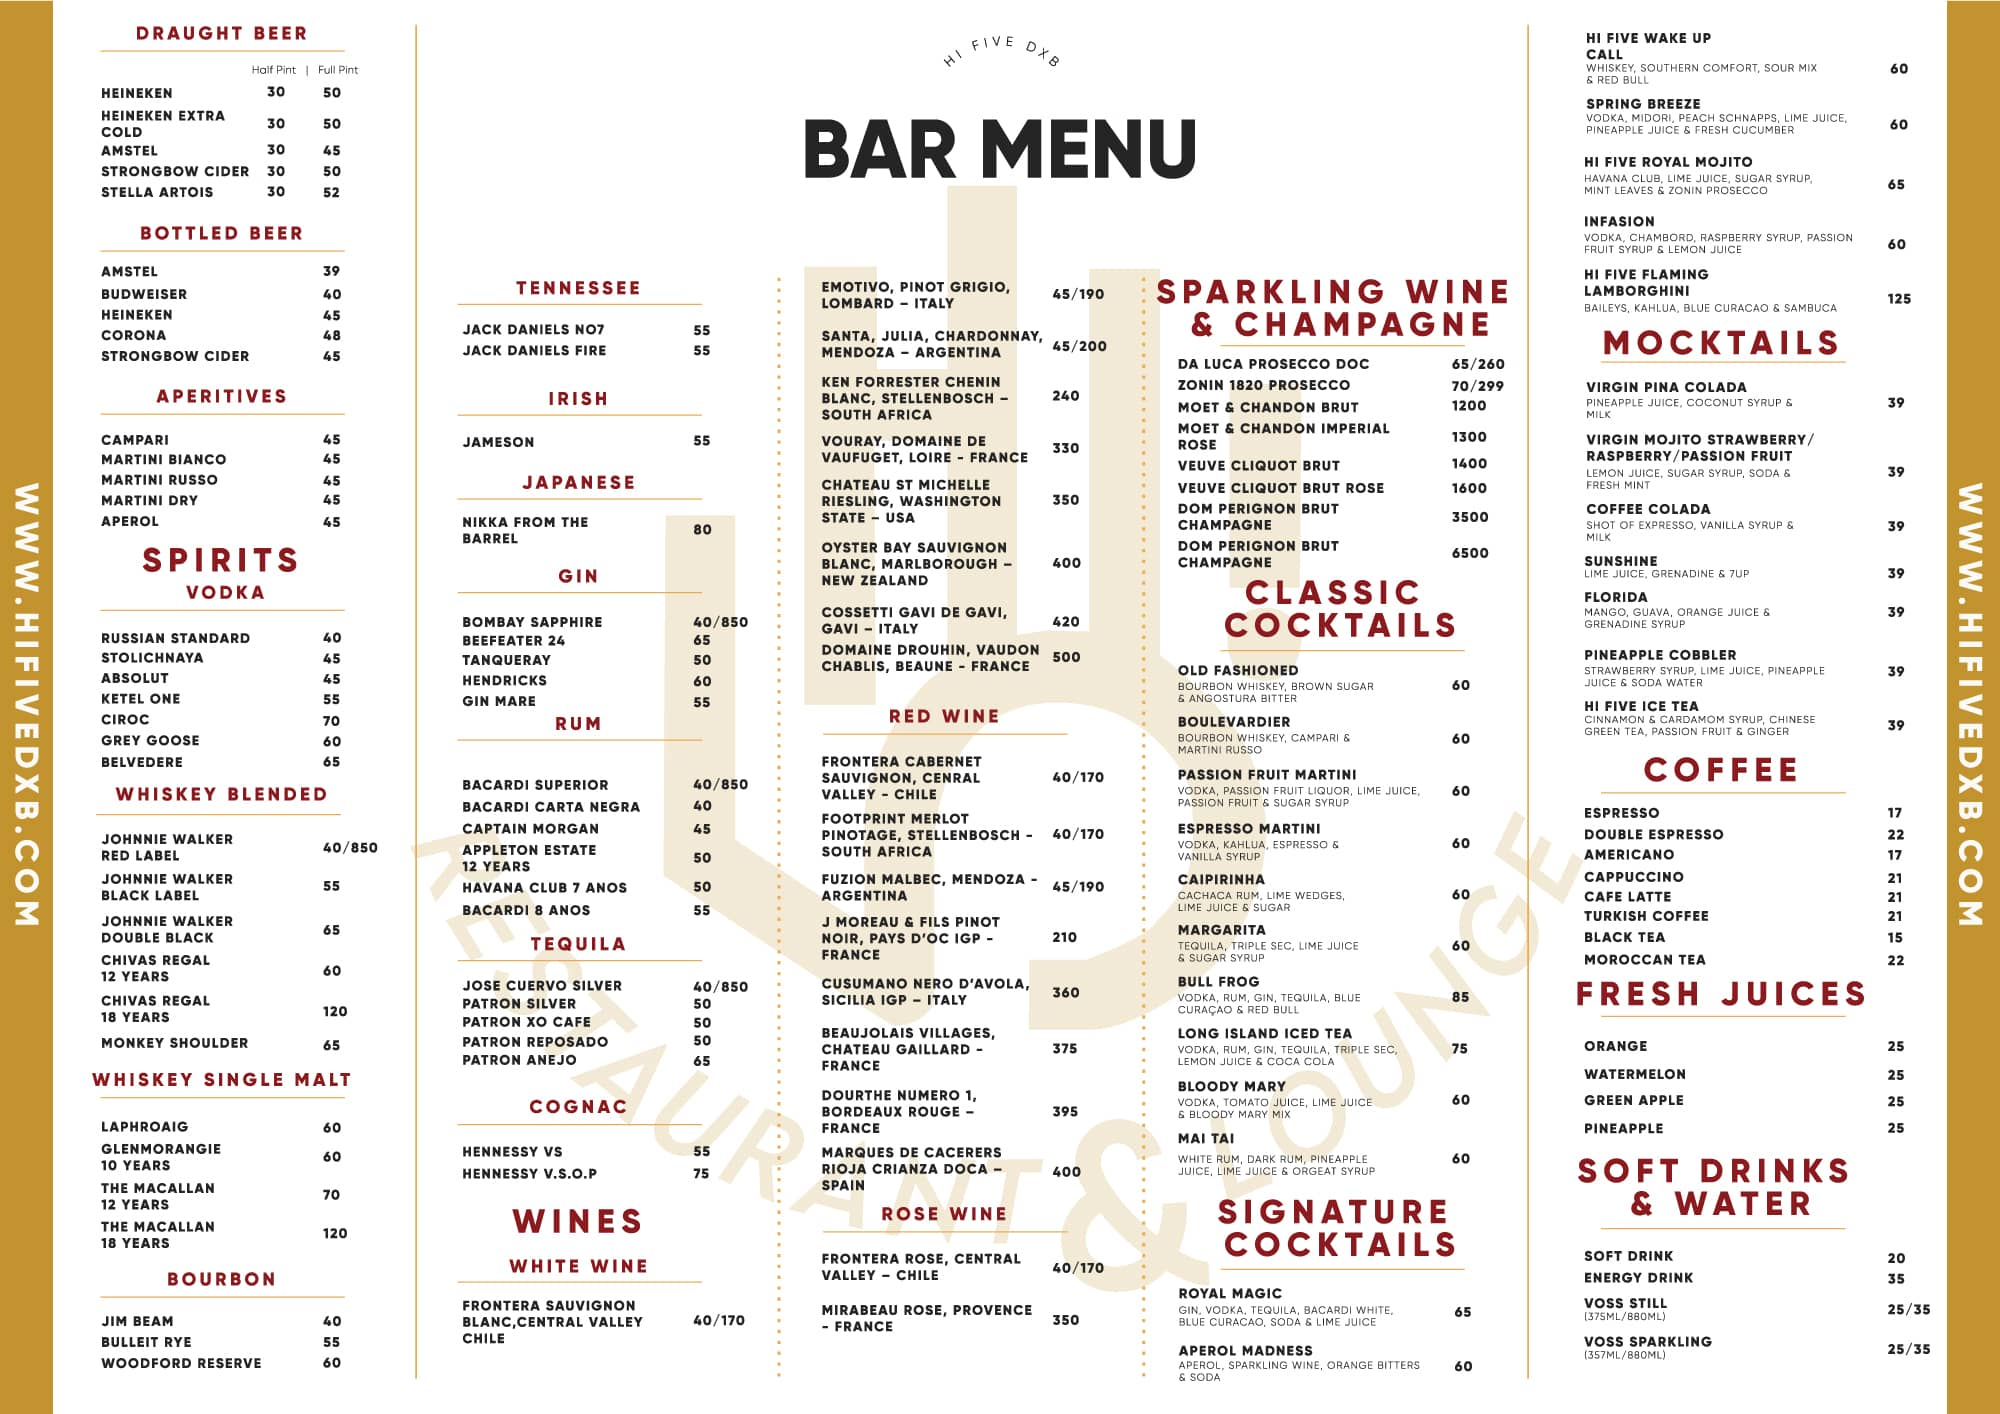 DRAUGHT BEER
Half Pint | Full Pint
HEINEKEN 30 50
HEINEKEN EXTRA
COLD 30 50
AMSTEL 30 45
STRONGBOW CIDER 30 50
STELLA ARTOIS 30 52
BOTTLED BEER
AMSTEL 39
BUDWEISER 40
HEINEKEN 45
CORONA 48
STRONGBOW CIDER 45
APERITIVES
CAMPARI 45
MARTINI BIANCO 45
MARTINI RUSSO 45
MARTINI DRY 45
APEROL 45
SPIRITS
VODKA
RUSSIAN STANDARD 40
STOLICHNAYA 45
ABSOLUT 45
KETEL ONE 55
CIROC 70
GREY GOOSE 60
BELVEDERE 65
WHISKEY BLENDED
JOHNNIE WALKER
RED LABEL 40/850
JOHNNIE WALKER
BLACK LABEL 55
JOHNNIE WALKER
DOUBLE BLACK 65
CHIVAS REGAL
12 YEARS 60
CHIVAS REGAL
18 YEARS 120
MONKEY SHOULDER 65
WHISKEY SINGLE MALT
LAPHROAIG 60
GLENMORANGIE
10 YEARS 60
THE MACALLAN
12 YEARS 70
THE MACALLAN
18 YEARS 120
BOURBON
JIM BEAM 40
BULLEIT RYE 55
WOODFORD RESERVE 60
WWW.HIFIVEDXB.COM
HI FIVE DXB
BAR MENU
TENNESSEE
JACK DANIELS NO7 55
JACK DANIELS FIRE 55
IRISH
JAMESON 55
JAPANESE
NIKKA FROM THE
BARREL 80
GIN
BOMBAY SAPPHIRE 40/850
BEEFEATER 24 65
TANQUERAY 50
HENDRICKS 60
GIN MARE 55
RUM
BACARDI SUPERIOR 40/850
BACARDI CARTA NEGRA 40
CAPTAIN MORGAN 45
APPLETON ESTATE
12 YEARS 50
HAVANA CLUB 7 ANOS 50
BACARDI 8 ANOS 55
TEQUILA
JOSE CUERVO SILVER 40/850
PATRON SILVER 50
PATRON XO CAFE 50
PATRON REPOSADO 50
PATRON ANEJO 65
COGNAC
HENNESSY VS 55
HENNESSY V.S.O.P 75
WINES
WHITE WINE
FRONTERA SAUVIGNON
BLANC,CENTRAL VALLEY 40/170
CHILE
EMOTIVO, PINOT GRIGIO,
LOMBARD – ITALY 45/190
SANTA, JULIA, CHARDONNAY,
MENDOZA – ARGENTINA 45/200
KEN FORRESTER CHENIN
BLANC, STELLENBOSCH – 240
SOUTH AFRICA
VOURAY, DOMAINE DE
VAUFUGET, LOIRE - FRANCE 330
CHATEAU ST MICHELLE
RIESLING, WASHINGTON 350
STATE – USA
OYSTER BAY SAUVIGNON
BLANC, MARLBOROUGH – 400
NEW ZEALAND
COSSETTI GAVI DE GAVI,
GAVI – ITALY 420
DOMAINE DROUHIN, VAUDON
CHABLIS, BEAUNE - FRANCE 500
RED WINE
FRONTERA CABERNET
SAUVIGNON, CENRAL 40/170
VALLEY - CHILE
FOOTPRINT MERLOT
PINOTAGE, STELLENBOSCH - 40/170
SOUTH AFRICA
FUZION MALBEC, MENDOZA -
ARGENTINA 45/190
J MOREAU & FILS PINOT
NOIR, PAYS D'OC IGP - 210
FRANCE
CUSUMANO NERO D'AVOLA,
SICILIA IGP – ITALY 360
BEAUJOLAIS VILLAGES,
CHATEAU GAILLARD - 375
FRANCE
DOURTHE NUMERO 1,
BORDEAUX ROUGE – 395
FRANCE
MARQUES DE CACERERS
RIOJA CRIANZA DOCA – 400
SPAIN
ROSE WINE
FRONTERA ROSE, CENTRAL
VALLEY – CHILE 40/170
MIRABEAU ROSE, PROVENCE
- FRANCE 350
SPARKLING WINE
& CHAMPAGNE
DA LUCA PROSECCO DOC 65/260
ZONIN 1820 PROSECCO 70/299
MOET & CHANDON BRUT 1200
MOET & CHANDON IMPERIAL
ROSE 1300
VEUVE CLIQUOT BRUT 1400
VEUVE CLIQUOT BRUT ROSE 1600
DOM PERIGNON BRUT
CHAMPAGNE 3500
DOM PERIGNON BRUT
CHAMPAGNE 6500
CLASSIC
COCKTAILS
OLD FASHIONED
BOURBON WHISKEY, BROWN SUGAR 60
& ANGOSTURA BITTER
BOULEVARDIER
BOURBON WHISKEY, CAMPARI & 60
MARTINI RUSSO
PASSION FRUIT MARTINI
VODKA, PASSION FRUIT LIQUOR, LIME JUICE, 60
PASSION FRUIT & SUGAR SYRUP
ESPRESSO MARTINI
VODKA, KAHLUA, ESPRESSO & 60
VANILLA SYRUP
CAIPIRINHA
CACHACA RUM, LIME WEDGES, 60
LIME JUICE & SUGAR
MARGARITA
TEQUILA, TRIPLE SEC, LIME JUICE 60
& SUGAR SYRUP
BULL FROG
VODKA, RUM, GIN, TEQUILA, BLUE 85
CURAÇAO & RED BULL
LONG ISLAND ICED TEA
VODKA, RUM, GIN, TEQUILA, TRIPLE SEC, 75
LEMON JUICE & COCA COLA
BLOODY MARY
VODKA, TOMATO JUICE, LIME JUICE 60
& BLOODY MARY MIX
MAI TAI
WHITE RUM, DARK RUM, PINEAPPLE 60
JUICE, LIME JUICE & ORGEAT SYRUP
SIGNATURE
COCKTAILS
ROYAL MAGIC
GIN, VODKA, TEQUILA, BACARDI WHITE, 65
BLUE CURACAO, SODA & LIME JUICE
APEROL MADNESS
APEROL, SPARKLING WINE, ORANGE BITTERS 60
& SODA
RESTAURANT & LOUNGE
HI FIVE WAKE UP
CALL
WHISKEY, SOUTHERN COMFORT, SOUR MIX 60
& RED BULL
SPRING BREEZE
VODKA, MIDORI, PEACH SCHNAPPS, LIME JUICE, 60
PINEAPPLE JUICE & FRESH CUCUMBER
HI FIVE ROYAL MOJITO
HAVANA CLUB, LIME JUICE, SUGAR SYRUP, 65
MINT LEAVES & ZONIN PROSECCO
INFASION
VODKA, CHAMBORD, RASPBERRY SYRUP, PASSION 60
FRUIT SYRUP & LEMON JUICE
HI FIVE FLAMING
LAMBORGHINI 125
BAILEYS, KAHLUA, BLUE CURACAO & SAMBUCA
MOCKTAILS
VIRGIN PINA COLADA
PINEAPPLE JUICE, COCONUT SYRUP & 39
MILK
VIRGIN MOJITO STRAWBERRY/
RASPBERRY/PASSION FRUIT
LEMON JUICE, SUGAR SYRUP, SODA & 39
FRESH MINT
COFFEE COLADA
SHOT OF EXPRESSO, VANILLA SYRUP & 39
MILK
SUNSHINE
LIME JUICE, GRENADINE & 7UP 39
FLORIDA
MANGO, GUAVA, ORANGE JUICE & 39
GRENADINE SYRUP
PINEAPPLE COBBLER
STRAWBERRY SYRUP, LIME JUICE, PINEAPPLE 39
JUICE & SODA WATER
HI FIVE ICE TEA
CINNAMON & CARDAMOM SYRUP, CHINESE 39
GREEN TEA, PASSION FRUIT & GINGER
COFFEE
ESPRESSO 17
DOUBLE ESPRESSO 22
AMERICANO 17
CAPPUCCINO 21
CAFE LATTE 21
TURKISH COFFEE 21
BLACK TEA 15
MOROCCAN TEA 22
FRESH JUICES
ORANGE 25
WATERMELON 25
GREEN APPLE 25
PINEAPPLE 25
SOFT DRINKS
& WATER
SOFT DRINK 20
ENERGY DRINK 35
VOSS STILL 25/35
(375ML/880ML)
VOSS SPARKLING 25/35
(357ML/880ML)
WWW.HIFIVEDXB.COM